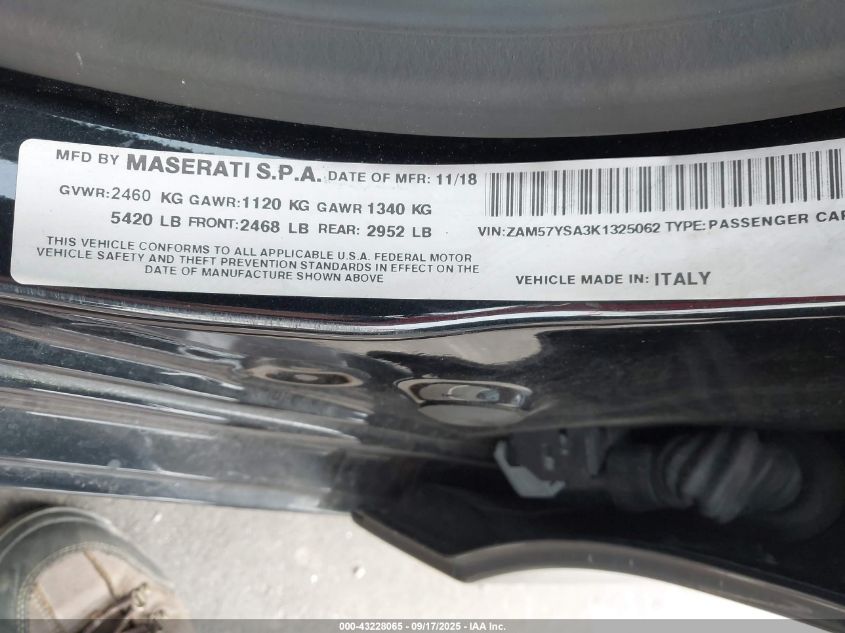 MFD BY MASERATI S.P.A. DATE OF MFR: 11/18
GVWR:2460 KG GAWR:1120 KG GAWR 1340 KG
5420 LB FRONT:2468 LB REAR: 2952 LB
THIS VEHICLE CONFORMS TO ALL APPLICABLE U.S.A. FEDERAL MOTOR
VEHICLE SAFETY AND THEFT PREVENTION STANDARDS IN EFFECT ON THE
DATE OF MANUFACTURE SHOWN ABOVE
VIN:ZAM57YSA3K1325062 TYPE:PASSENGER CAR
VEHICLE MADE IN: ITALY
000-43228065 - 09/17/2025 - IAA Inc.